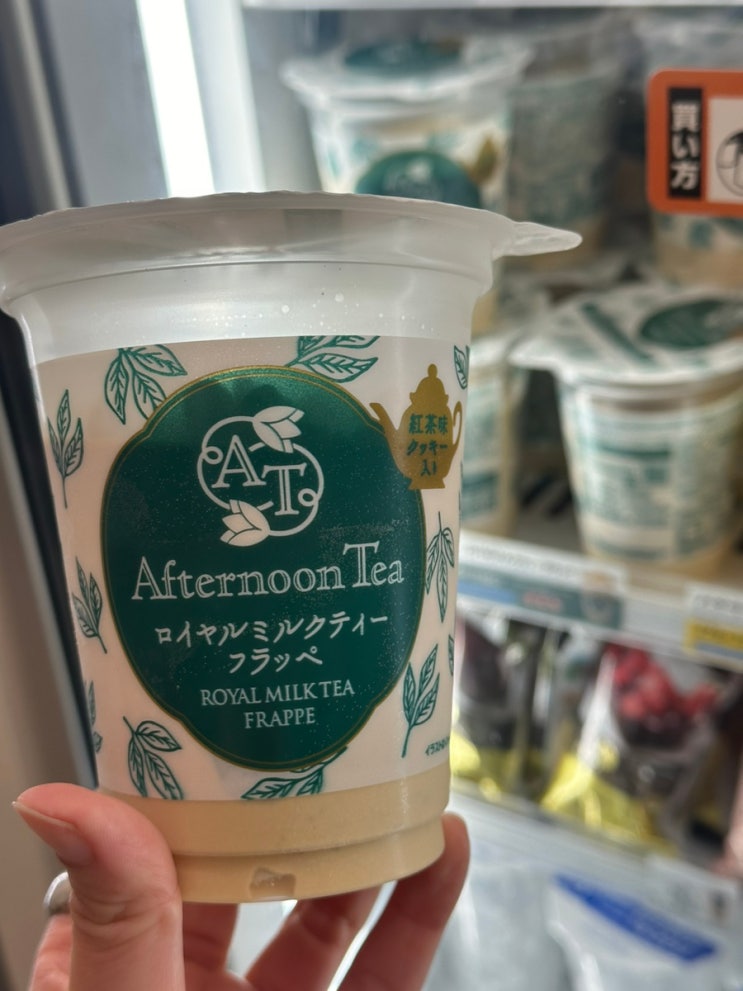 買い方
AT
紅茶味
クッキー
入り
Afternoon Tea
ロイヤルミルクティー
フラッペ
ROYAL MILK TEA
FRAPPE